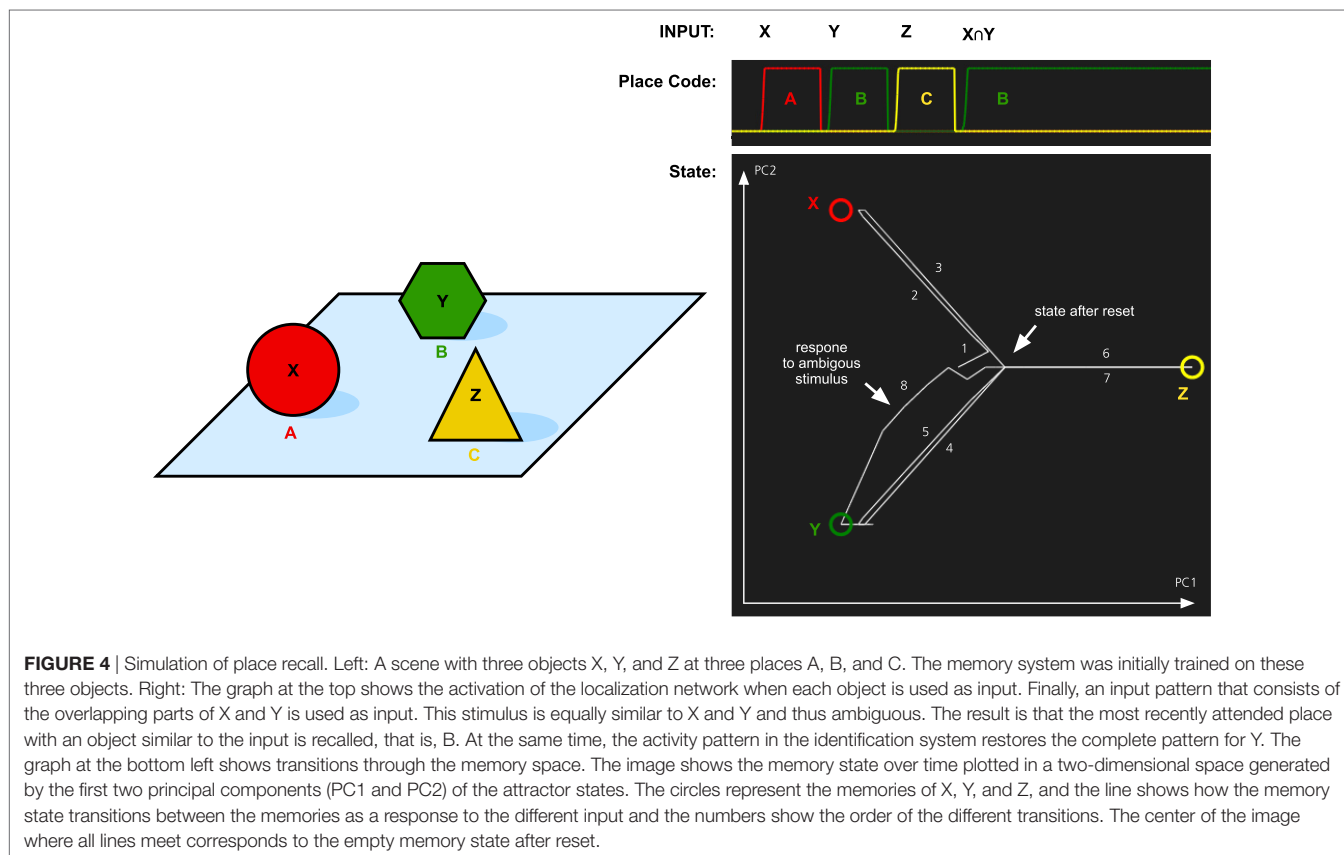 INPUT: X Y Z X∩Y
Place Code:
A B C B
State:
PC2
X
3
2
state after reset
1
respone
to ambigous
stimulus
6
7
8
Z
5
4
Y
PC1
Y
B
X
Z
A
C
FIGURE 4 | Simulation of place recall. Left: A scene with three objects X, Y, and Z at three places A, B, and C. The memory system was initially trained on these
three objects. Right: The graph at the top shows the activation of the localization network when each object is used as input. Finally, an input pattern that consists of
the overlapping parts of X and Y is used as input. This stimulus is equally similar to X and Y and thus ambiguous. The result is that the most recently attended place
with an object similar to the input is recalled, that is, B. At the same time, the activity pattern in the identification system restores the complete pattern for Y. The
graph at the bottom left shows transitions through the memory space. The image shows the memory state over time plotted in a two-dimensional space generated
by the first two principal components (PC1 and PC2) of the attractor states. The circles represent the memories of X, Y, and Z, and the line shows how the memory
state transitions between the memories as a response to the different input and the numbers show the order of the different transitions. The center of the image
where all lines meet corresponds to the empty memory state after reset.